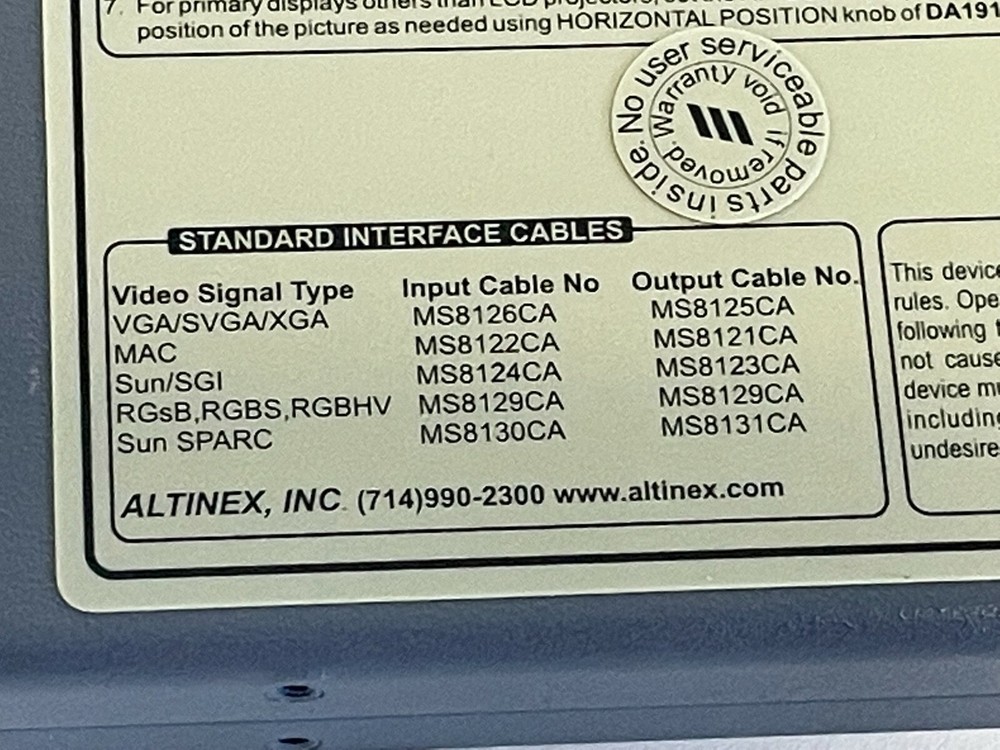 7. For primary displays others than LCD projectors,
position of the picture as needed using HORIZONTAL POSITION knob of DA191
No user serviceable parts inside.
Warranty void if removed.
STANDARD INTERFACE CABLES
Video Signal Type Input Cable No Output Cable No.
VGA/SVGA/XGA MS8126CA MS8125CA
MAC MS8122CA MS8121CA
Sun/SGI MS8124CA MS8123CA
RGsB,RGBS,RGBHV MS8129CA MS8129CA
Sun SPARC MS8130CA MS8131CA
ALTINEX, INC. (714)990-2300 www.altinex.com
This device
rules. Ope
following t
not cause
device mu
including
undesire